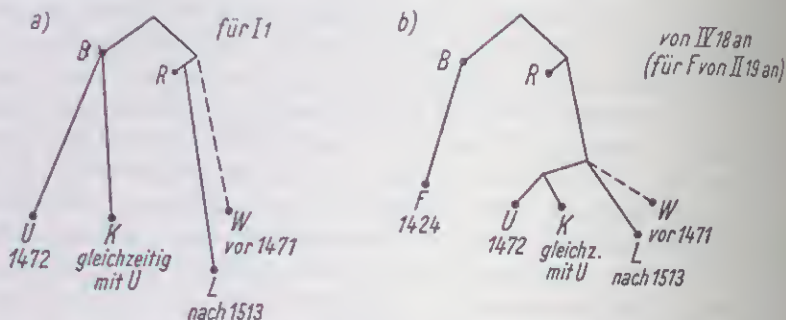 a)
für I 1
B
R
U
1472
K
gleichzeitig
mit U
W
vor 1471
L
nach 1513
b)
von IV 18 an
(für F von II 19 an)
B
R
F
1424
U
1472
K
gleichz.
mit U
W
vor 1471
L
nach 1513